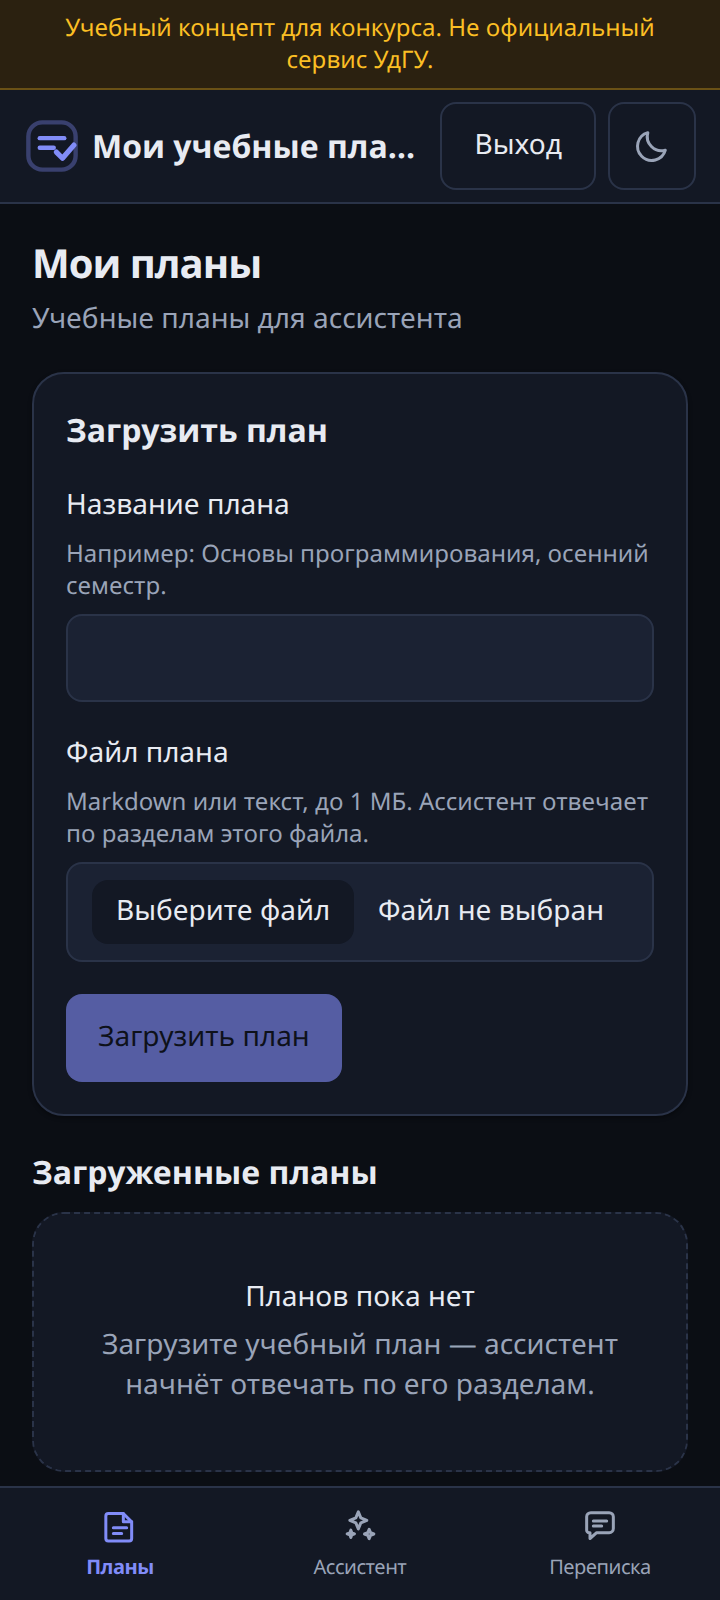 Учебный концепт для конкурса. Не официальный
сервис УдГУ.
Мои учебные пла...
Выход
Мои планы
Учебные планы для ассистента
Загрузить план
Название плана
Например: Основы программирования, осенний
семестр.
Файл плана
Markdown или текст, до 1 МБ. Ассистент отвечает
по разделам этого файла.
Выберите файл Файл не выбран
Загрузить план
Загруженные планы
Планов пока нет
Загрузите учебный план — ассистент
начнёт отвечать по его разделам.
Планы
Ассистент
Переписка